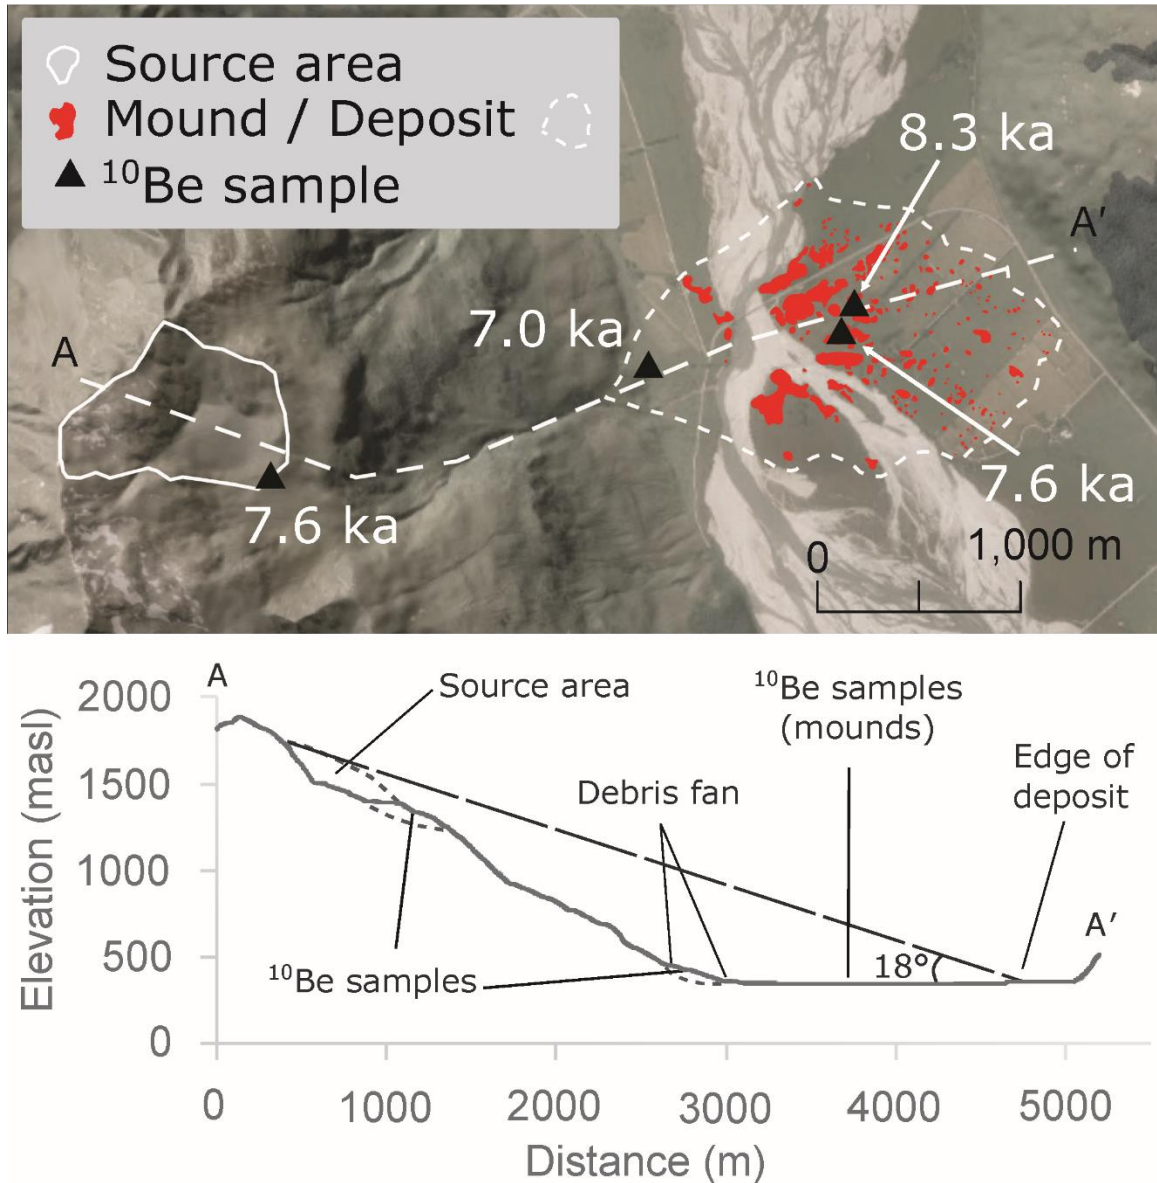 Source area
Mound / Deposit
¹⁰Be sample
8.3 ka
A′
7.0 ka
A
7.6 ka
7.6 ka
0
1,000 m
A
Source area
¹⁰Be samples
(mounds)
Edge of
deposit
Debris fan
A′
18°
¹⁰Be samples
Elevation (masl)
2000
1500
1000
500
0
0
1000
2000
3000
4000
5000
Distance (m)